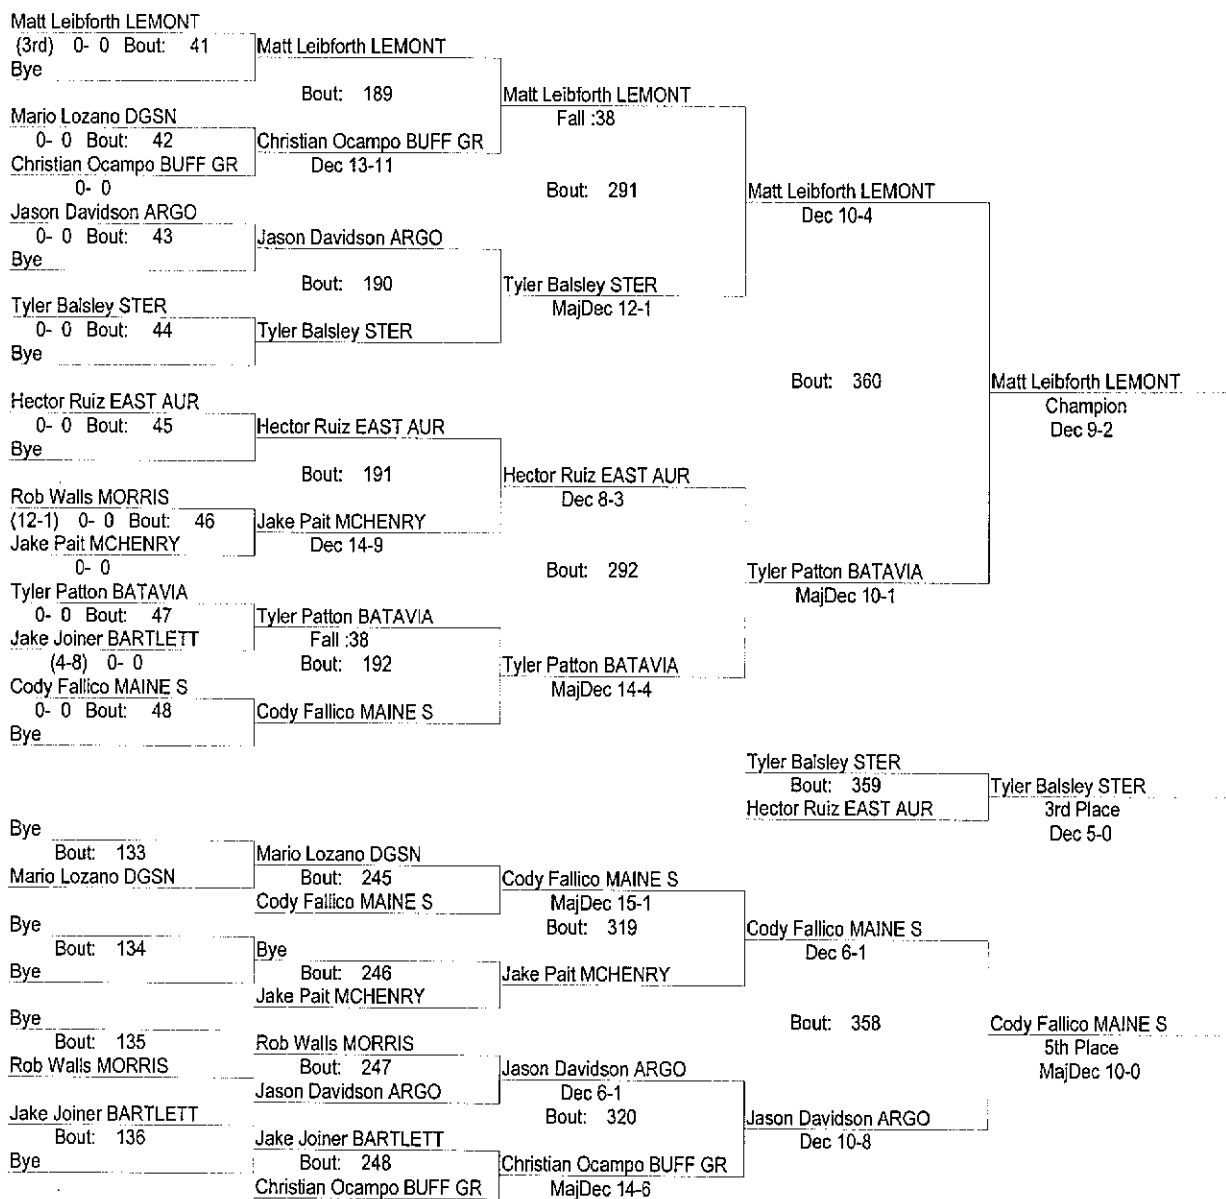 Matt Leibforth LEMONT
(3rd) 0- 0 Bout: 41
Bye
Matt Leibforth LEMONT
Bout: 189
Mario Lozano DGSN
0- 0 Bout: 42
Christian Ocampo BUFF GR
0- 0
Christian Ocampo BUFF GR
Dec 13-11
Matt Leibforth LEMONT
Fall :38
Bout: 291
Jason Davidson ARGO
0- 0 Bout: 43
Bye
Jason Davidson ARGO
Bout: 190
Tyler Balsley STER
0- 0 Bout: 44
Bye
Tyler Balsley STER
Tyler Balsley STER
MajDec 12-1
Matt Leibforth LEMONT
Dec 10-4
Bout: 360
Hector Ruiz EAST AUR
0- 0 Bout: 45
Bye
Hector Ruiz EAST AUR
Bout: 191
Rob Walls MORRIS
(12-1) 0- 0 Bout: 46
Jake Pait MCHENRY
0- 0
Jake Pait MCHENRY
Dec 14-9
Hector Ruiz EAST AUR
Dec 8-3
Bout: 292
Tyler Patton BATAVIA
0- 0 Bout: 47
Jake Joiner BARTLETT
(4-8) 0- 0
Tyler Patton BATAVIA
Fall :38
Bout: 192
Cody Fallico MAINE S
0- 0 Bout: 48
Bye
Cody Fallico MAINE S
Tyler Patton BATAVIA
MajDec 14-4
Tyler Patton BATAVIA
MajDec 10-1
Matt Leibforth LEMONT
Champion
Dec 9-2
Tyler Balsley STER
Bout: 359
Hector Ruiz EAST AUR
Tyler Balsley STER
3rd Place
Dec 5-0
Bye
Bout: 133
Mario Lozano DGSN
Mario Lozano DGSN
Bout: 245
Cody Fallico MAINE S
Cody Fallico MAINE S
MajDec 15-1
Bout: 319
Bye
Bout: 134
Bye
Bye
Bout: 246
Jake Pait MCHENRY
Jake Pait MCHENRY
Cody Fallico MAINE S
Dec 6-1
Bout: 358
Bye
Bout: 135
Rob Walls MORRIS
Rob Walls MORRIS
Bout: 247
Jason Davidson ARGO
Jason Davidson ARGO
Dec 6-1
Bout: 320
Jake Joiner BARTLETT
Bout: 136
Bye
Jake Joiner BARTLETT
Bout: 248
Christian Ocampo BUFF GR
Christian Ocampo BUFF GR
MajDec 14-6
Jason Davidson ARGO
Dec 10-8
Cody Fallico MAINE S
5th Place
MajDec 10-0